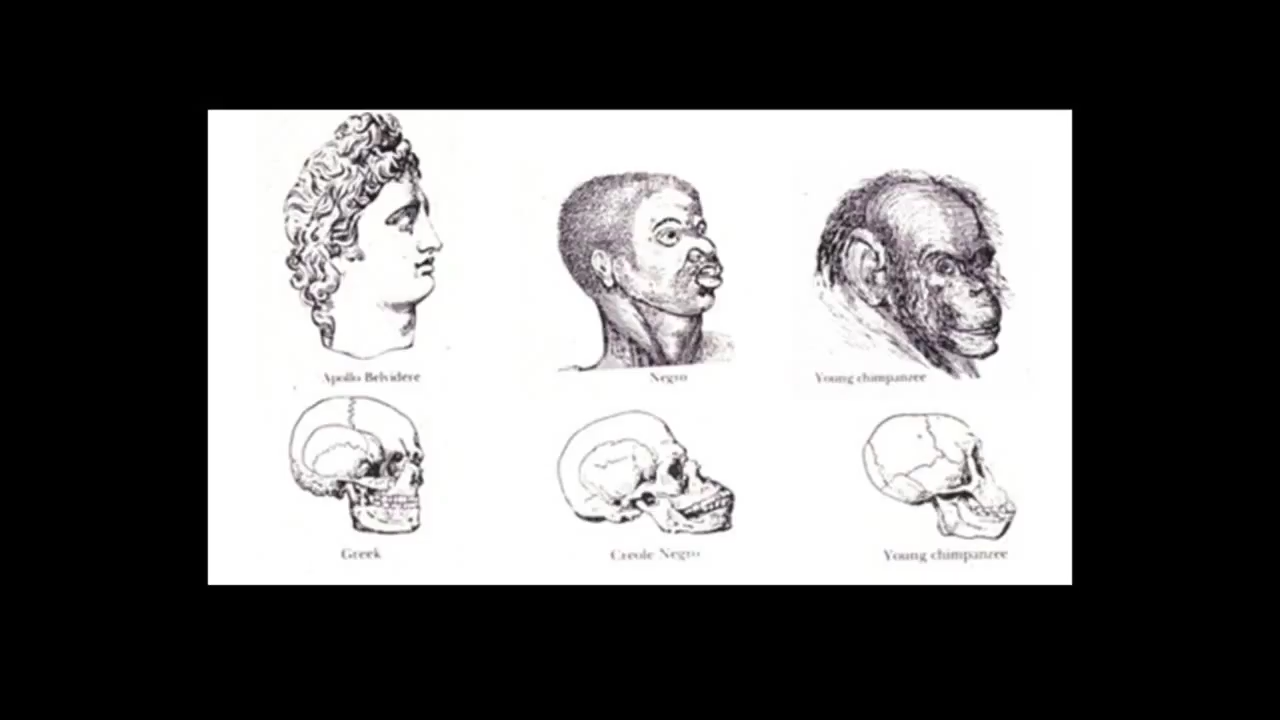 Apollo Belvidere
Negro
Young chimpanzee
Greek
Creole Negro
Young chimpanzee